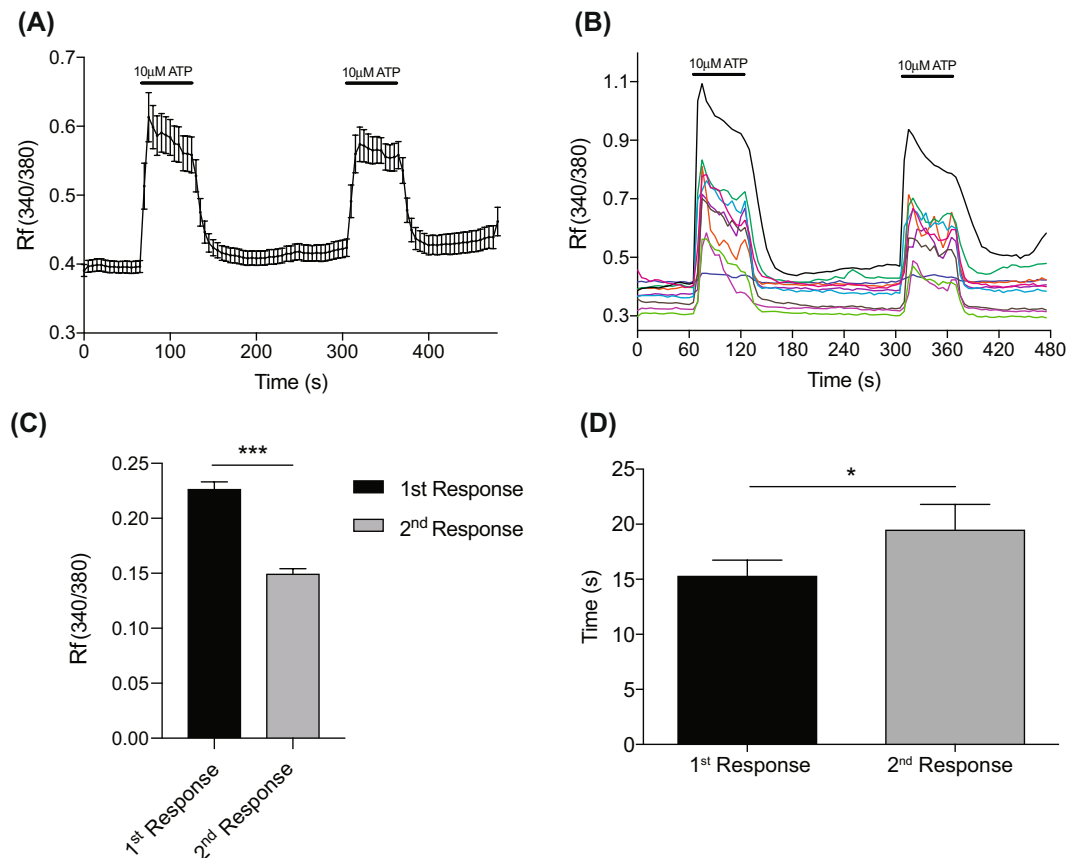 (A)
10μM ATP
10μM ATP
0.7
0.6
0.5
0.4
0.3
Rf (340/380)
0
100
200
300
400
Time (s)
(B)
10μM ATP
10μM ATP
1.1
0.9
0.7
0.5
0.3
Rf (340/380)
0
60
120
180
240
300
360
420
480
Time (s)
(C)
***
0.25
0.20
0.15
0.10
0.05
0.00
Rf (340/380)
1st Response
2nd Response
1st Response
2nd Response
(D)
*
25
20
15
10
5
0
Time (s)
1st Response
2nd Response